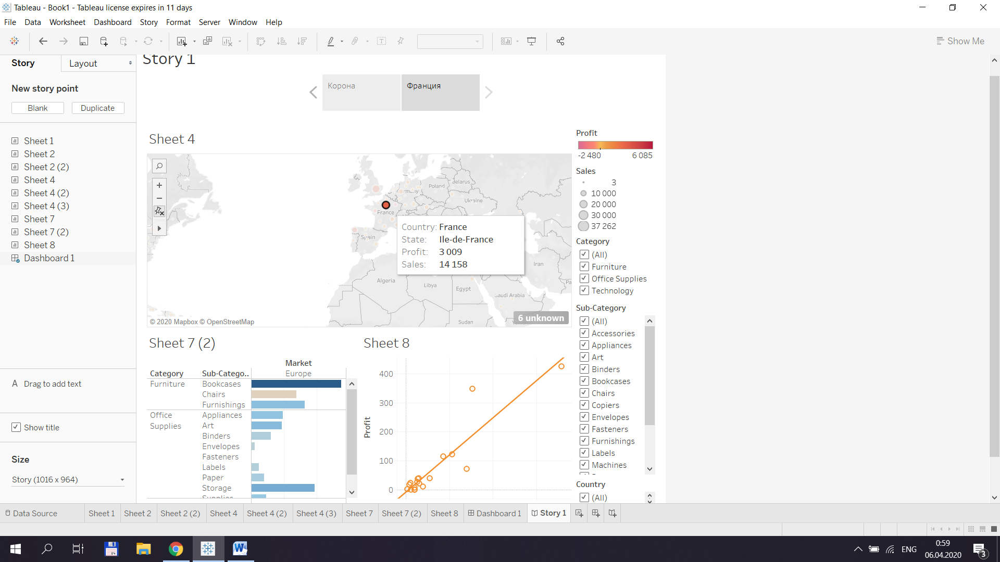 Tableau - Book1 - Tableau license expires in 11 days
File Data Worksheet Dashboard Story Format Server Window Help
Show Me
Story Layout
New story point
Blank Duplicate
Sheet 1
Sheet 2
Sheet 2 (2)
Sheet 4
Sheet 4 (2)
Sheet 4 (3)
Sheet 7
Sheet 7 (2)
Sheet 8
Dashboard 1
A Drag to add text
Show title
Size
Story (1016 x 964)
Story 1
Корона
Франция
Sheet 4
Poland
Belarus
Ukraine
France
Spain
Algeria
Libya
Egypt
Saudi Arabia
Iran
Sudan
Country: France
State: Ile-de-France
Profit: 3 009
Sales: 14 158
6 unknown
© 2020 Mapbox © OpenStreetMap
Profit
-2 480 6 085
Sales
3
10 000
20 000
30 000
37 262
Category
(All)
Furniture
Office Supplies
Technology
Sub-Category
(All)
Accessories
Appliances
Art
Binders
Bookcases
Chairs
Copiers
Envelopes
Fasteners
Furnishings
Labels
Machines
Country
(All)
Sheet 7 (2)
Market
Category Sub-Catego.. Europe
Furniture Bookcases
Chairs
Furnishings
Office Supplies Appliances
Art
Binders
Envelopes
Fasteners
Labels
Paper
Storage
Supplies
Sheet 8
Profit
400
300
200
100
0
Data Source Sheet 1 Sheet 2 Sheet 2 (2) Sheet 4 Sheet 4 (2) Sheet 4 (3) Sheet 7 Sheet 7 (2) Sheet 8 Dashboard 1 Story 1
64
ENG
0:59
06.04.2020
3